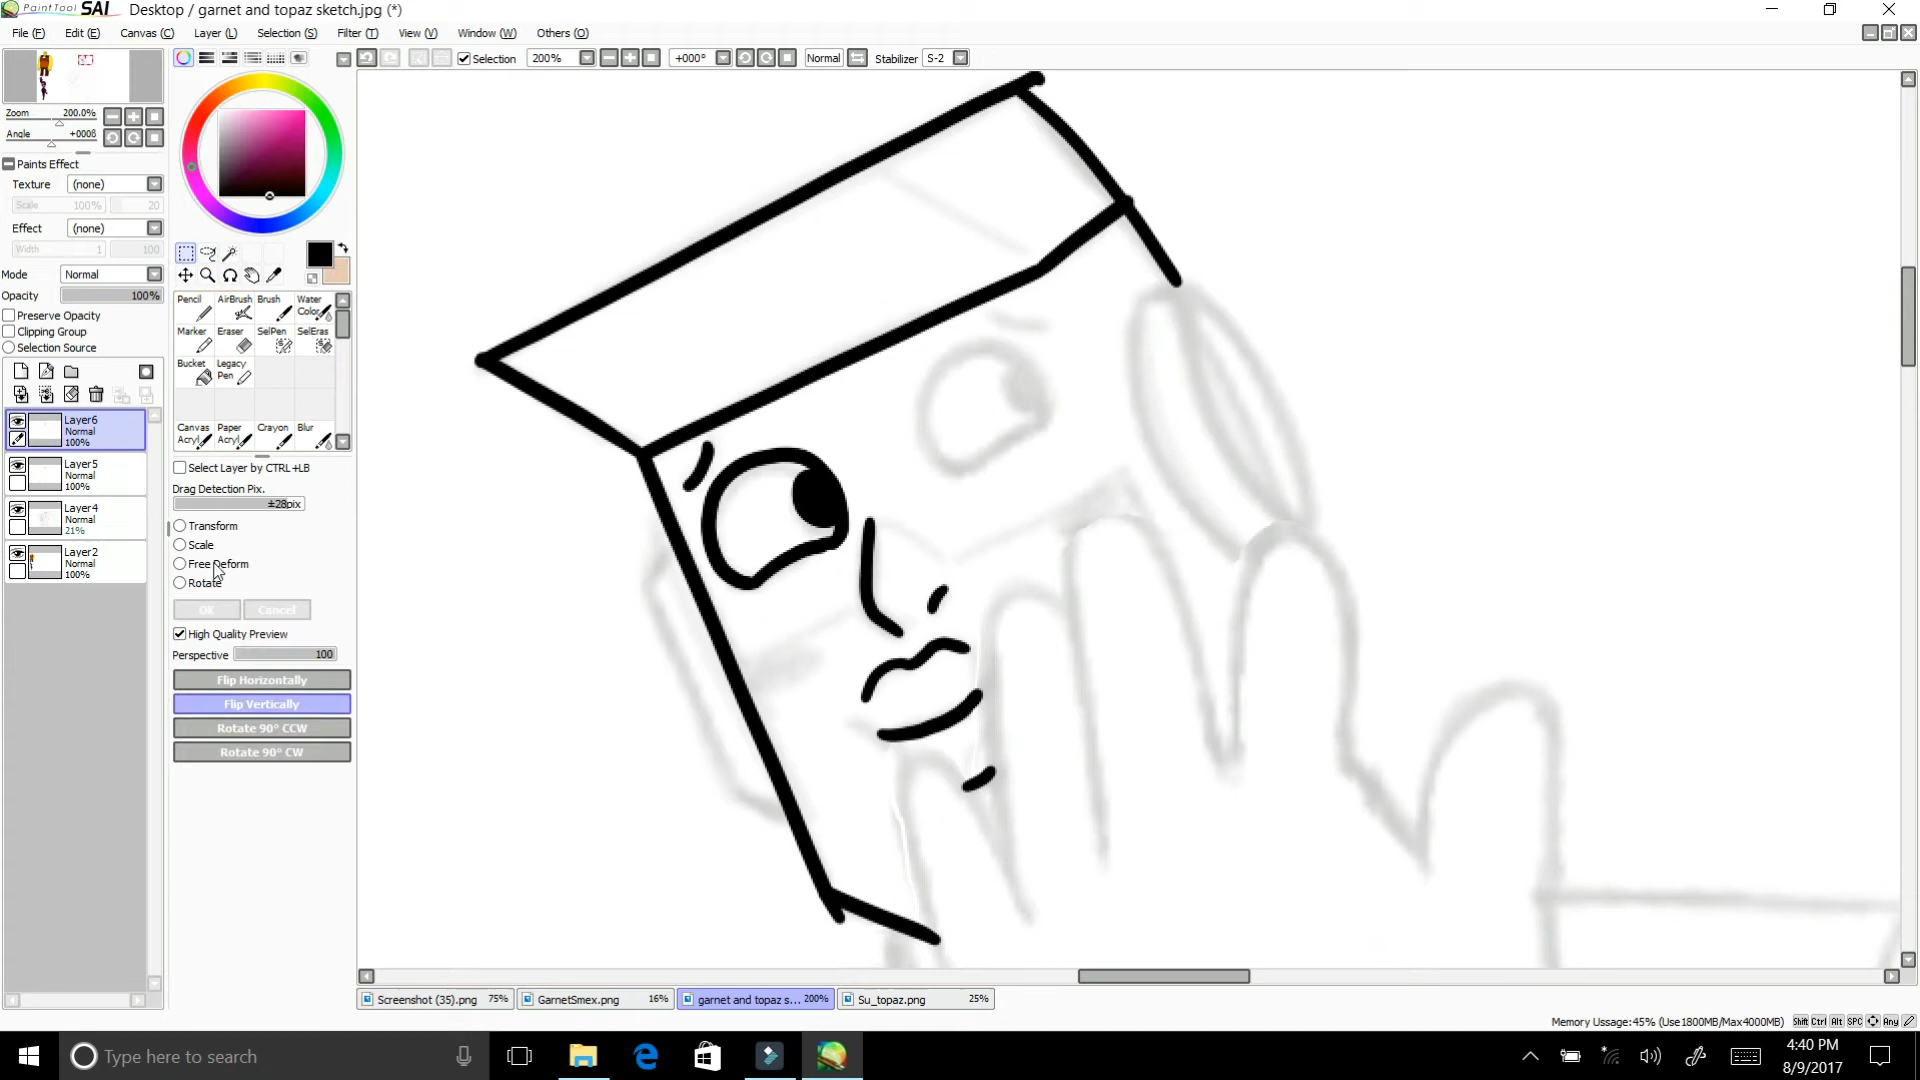 PaintTool SAI Desktop / garnet and topaz sketch.jpg (*)
File (F) Edit (E) Canvas (C) Layer (L) Selection (S) Filter (T) View (V) Window (W) Others (O)
Selection 200% +000° Normal Stabilizer S-2
Zoom 200.0%
Angle +000ß
Paints Effect
Texture (none)
Scale 100% 20
Effect (none)
Width 1 100
Mode Normal
Opacity 100%
Preserve Opacity
Clipping Group
Selection Source
Layer6
Normal
100%
Layer5
Normal
100%
Layer4
Normal
21%
Layer2
Normal
100%
Pencil AirBrush Brush Water
Color
Marker Eraser SelPen SelEras
Bucket Legacy
Pen
Canvas Paper Crayon Blur
Acryl Acryl
Select Layer by CTRL+LB
Drag Detection Pix.
±28pix
Transform
Scale
Free Deform
Rotate
OK Cancel
High Quality Preview
Perspective 100
Flip Horizontally
Flip Vertically
Rotate 90° CCW
Rotate 90° CW
Screenshot (35).png 75% GarnetSmex.png 16% garnet and topaz s... 200% Su_topaz.png 25%
Memory Ussage:45% (Use1800MB/Max4000MB) Shift Ctrl Alt SPC Any
Type here to search
4:40 PM
8/9/2017